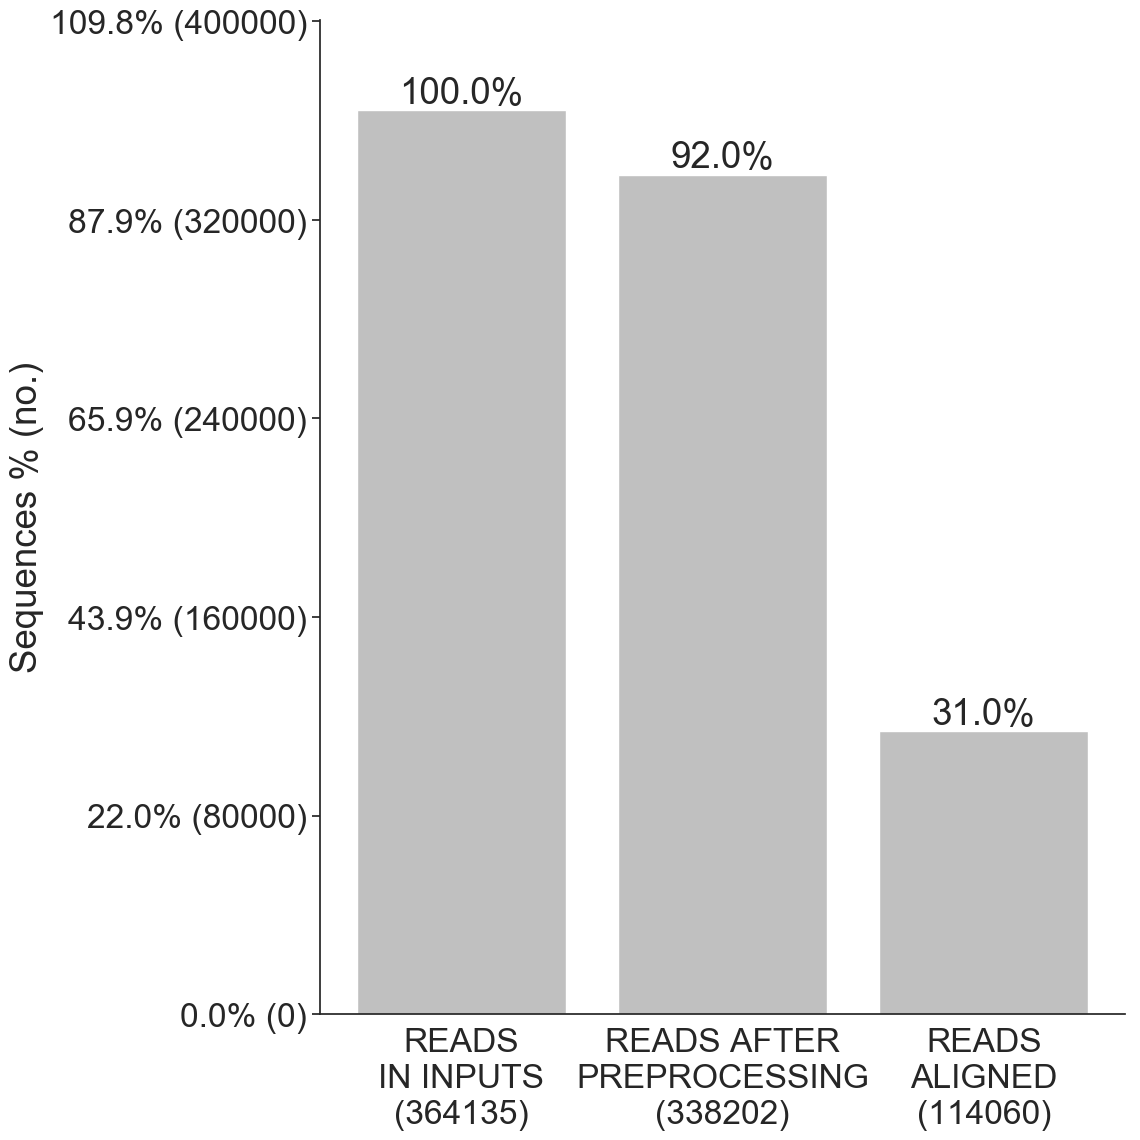 109.8% (400000)
87.9% (320000)
65.9% (240000)
43.9% (160000)
22.0% (80000)
0.0% (0)
Sequences % (no.)
100.0%
92.0%
31.0%
READS
IN INPUTS
(364135)
READS AFTER
PREPROCESSING
(338202)
READS
ALIGNED
(114060)